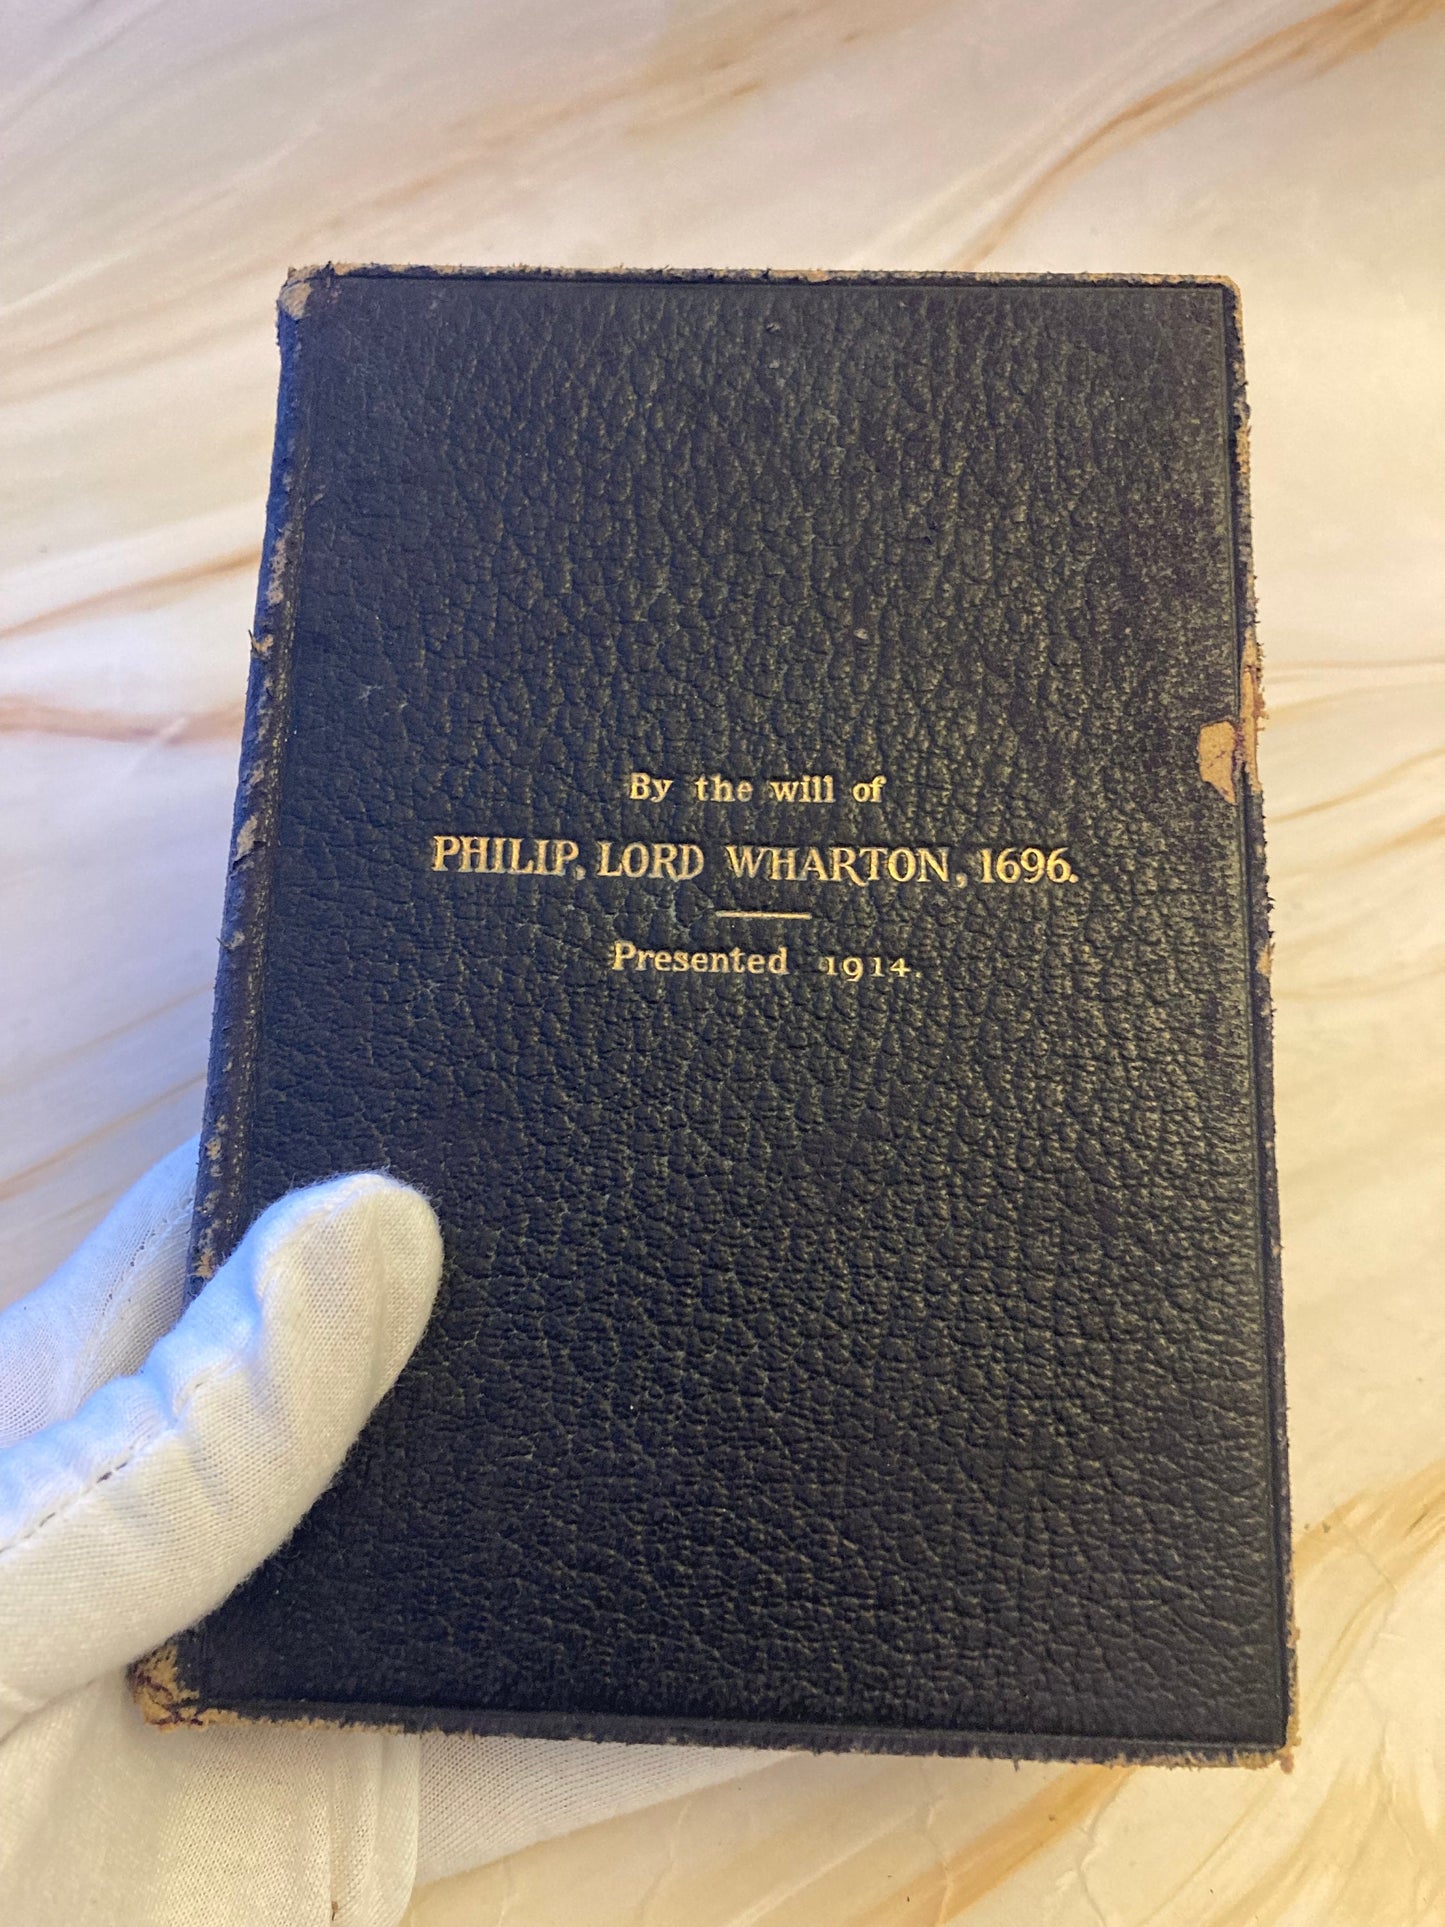 By the will of
PHILIP, LORD WHARTON, 1696.
Presented 1914.